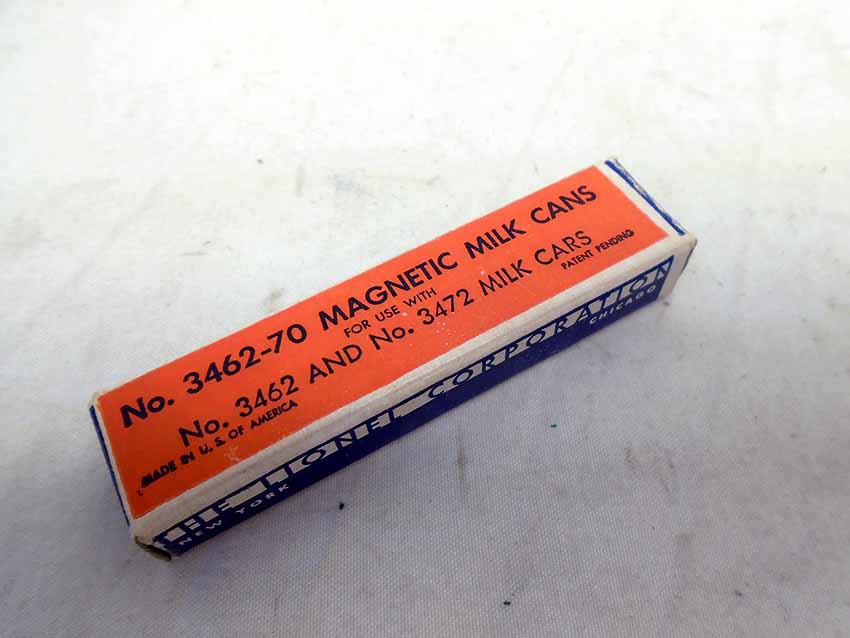 No. 3462-70 MAGNETIC MILK CANS
FOR USE WITH
No. 3462 AND No. 3472 MILK CARS
MADE IN U. S. OF AMERICA
PATENT PENDING
THE LIONEL CORPORATION
NEW YORK
CHICAGO